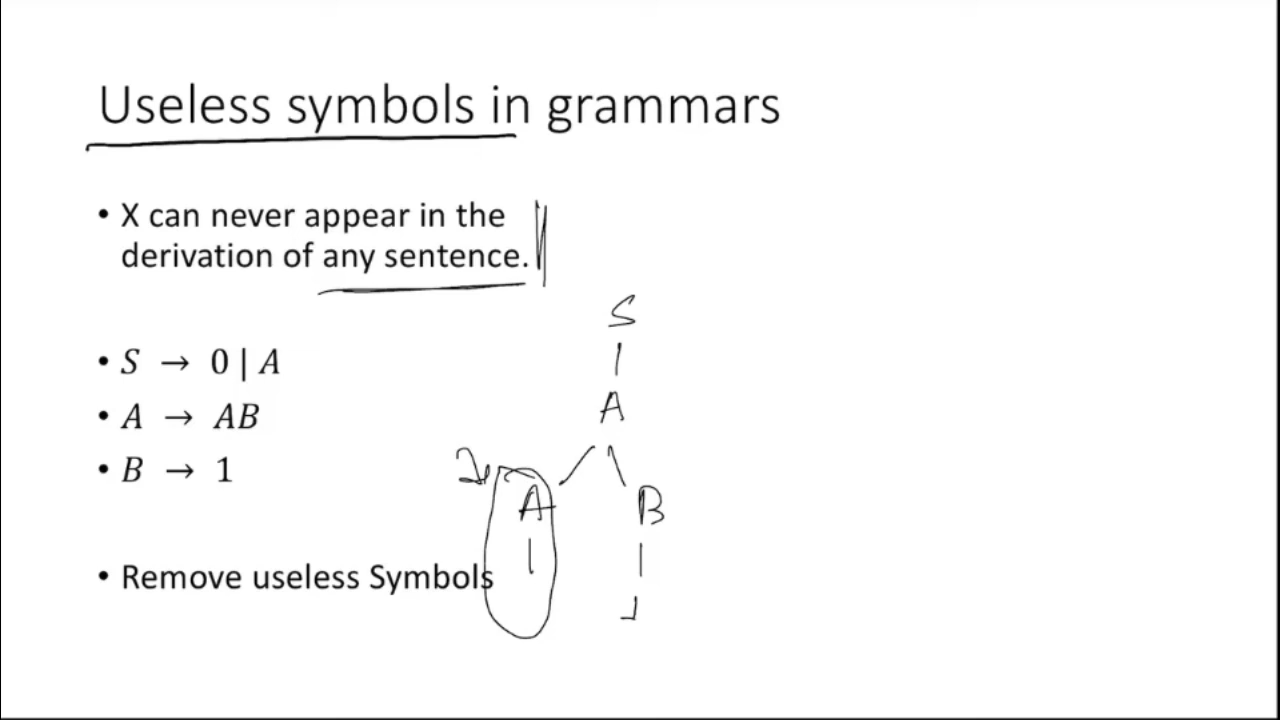 Useless symbols in grammars
• X can never appear in the
derivation of any sentence.
• S → 0 | A
• A → AB
• B → 1
• Remove useless Symbols
S
A
A B
1